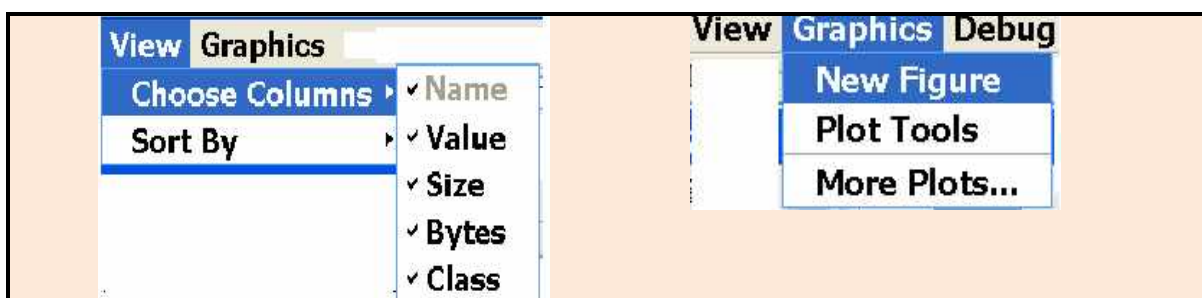 View Graphics
Choose Columns
Sort By
Name
Value
Size
Bytes
Class
View Graphics Debug
New Figure
Plot Tools
More Plots...